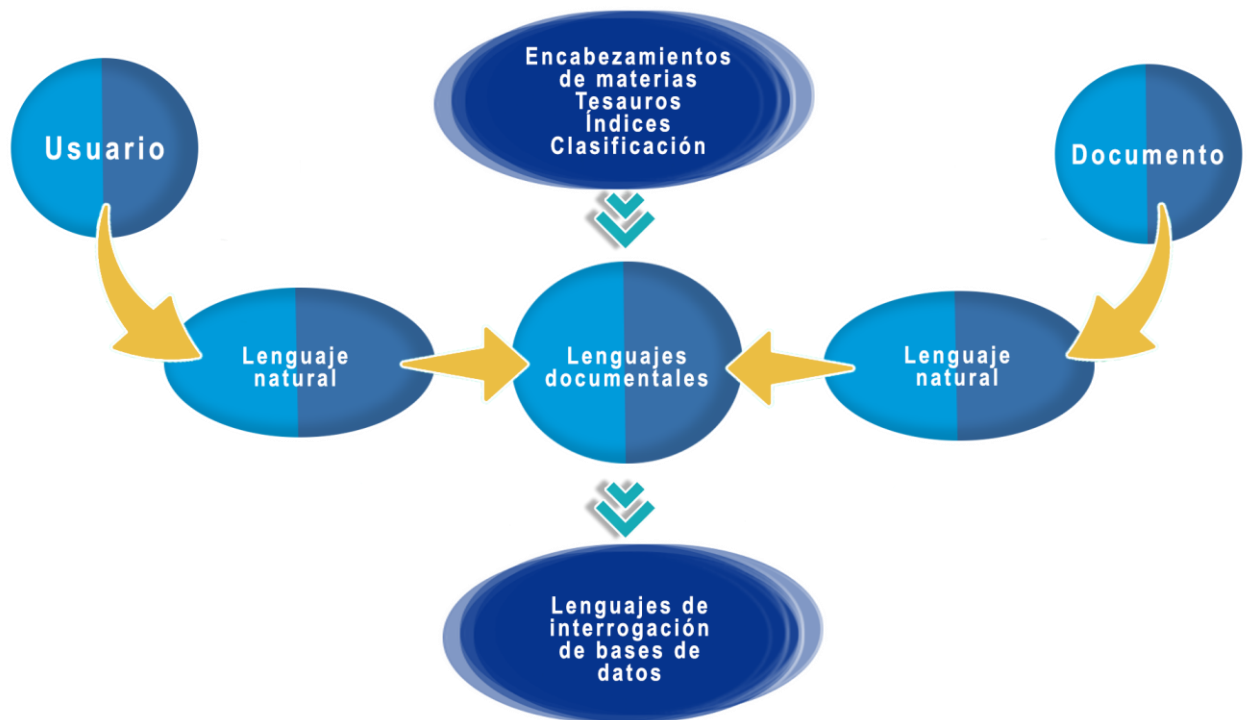 Encabezamientos
de materias
Tesauros
Índices
Clasificación
Usuario
Documento
Lenguaje
natural
Lenguajes
documentales
Lenguaje
natural
Lenguajes de
interrogación
de bases de
datos